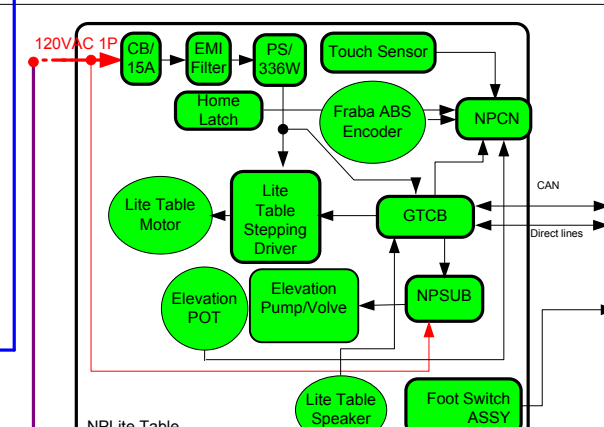 120VAC 1P
CB/
15A
EMI
Filter
PS/
336W
Touch Sensor
Home
Latch
Fraba ABS
Encoder
NPCN
Lite Table
Motor
Lite
Table
Stepping
Driver
GTCB
CAN
Direct lines
Elevation
POT
Elevation
Pump/Volve
NPSUB
Lite Table
Speaker
Foot Switch
ASSY
NPLite Table